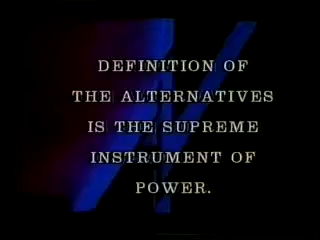 DEFINITION OF
THE ALTERNATIVES
IS THE SUPREME
INSTRUMENT OF
POWER.